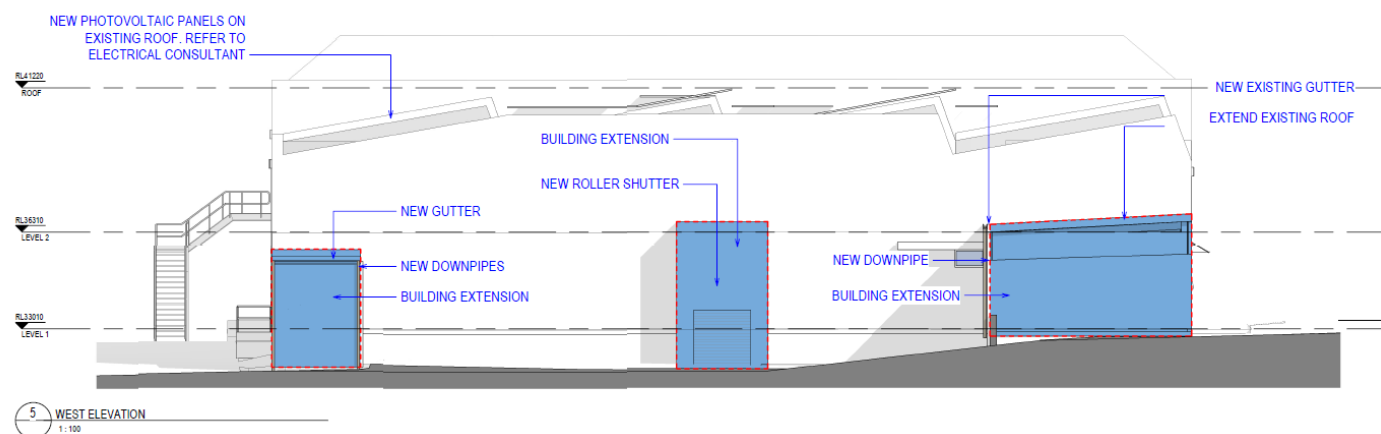 NEW PHOTOVOLTAIC PANELS ON
EXISTING ROOF. REFER TO
ELECTRICAL CONSULTANT
RL41220
ROOF
NEW EXISTING GUTTER
EXTEND EXISTING ROOF
BUILDING EXTENSION
NEW ROLLER SHUTTER
NEW GUTTER
RL36310
LEVEL 2
NEW DOWNPIPES
NEW DOWNPIPE
BUILDING EXTENSION
BUILDING EXTENSION
RL33010
LEVEL 1
5
WEST ELEVATION
1 : 100